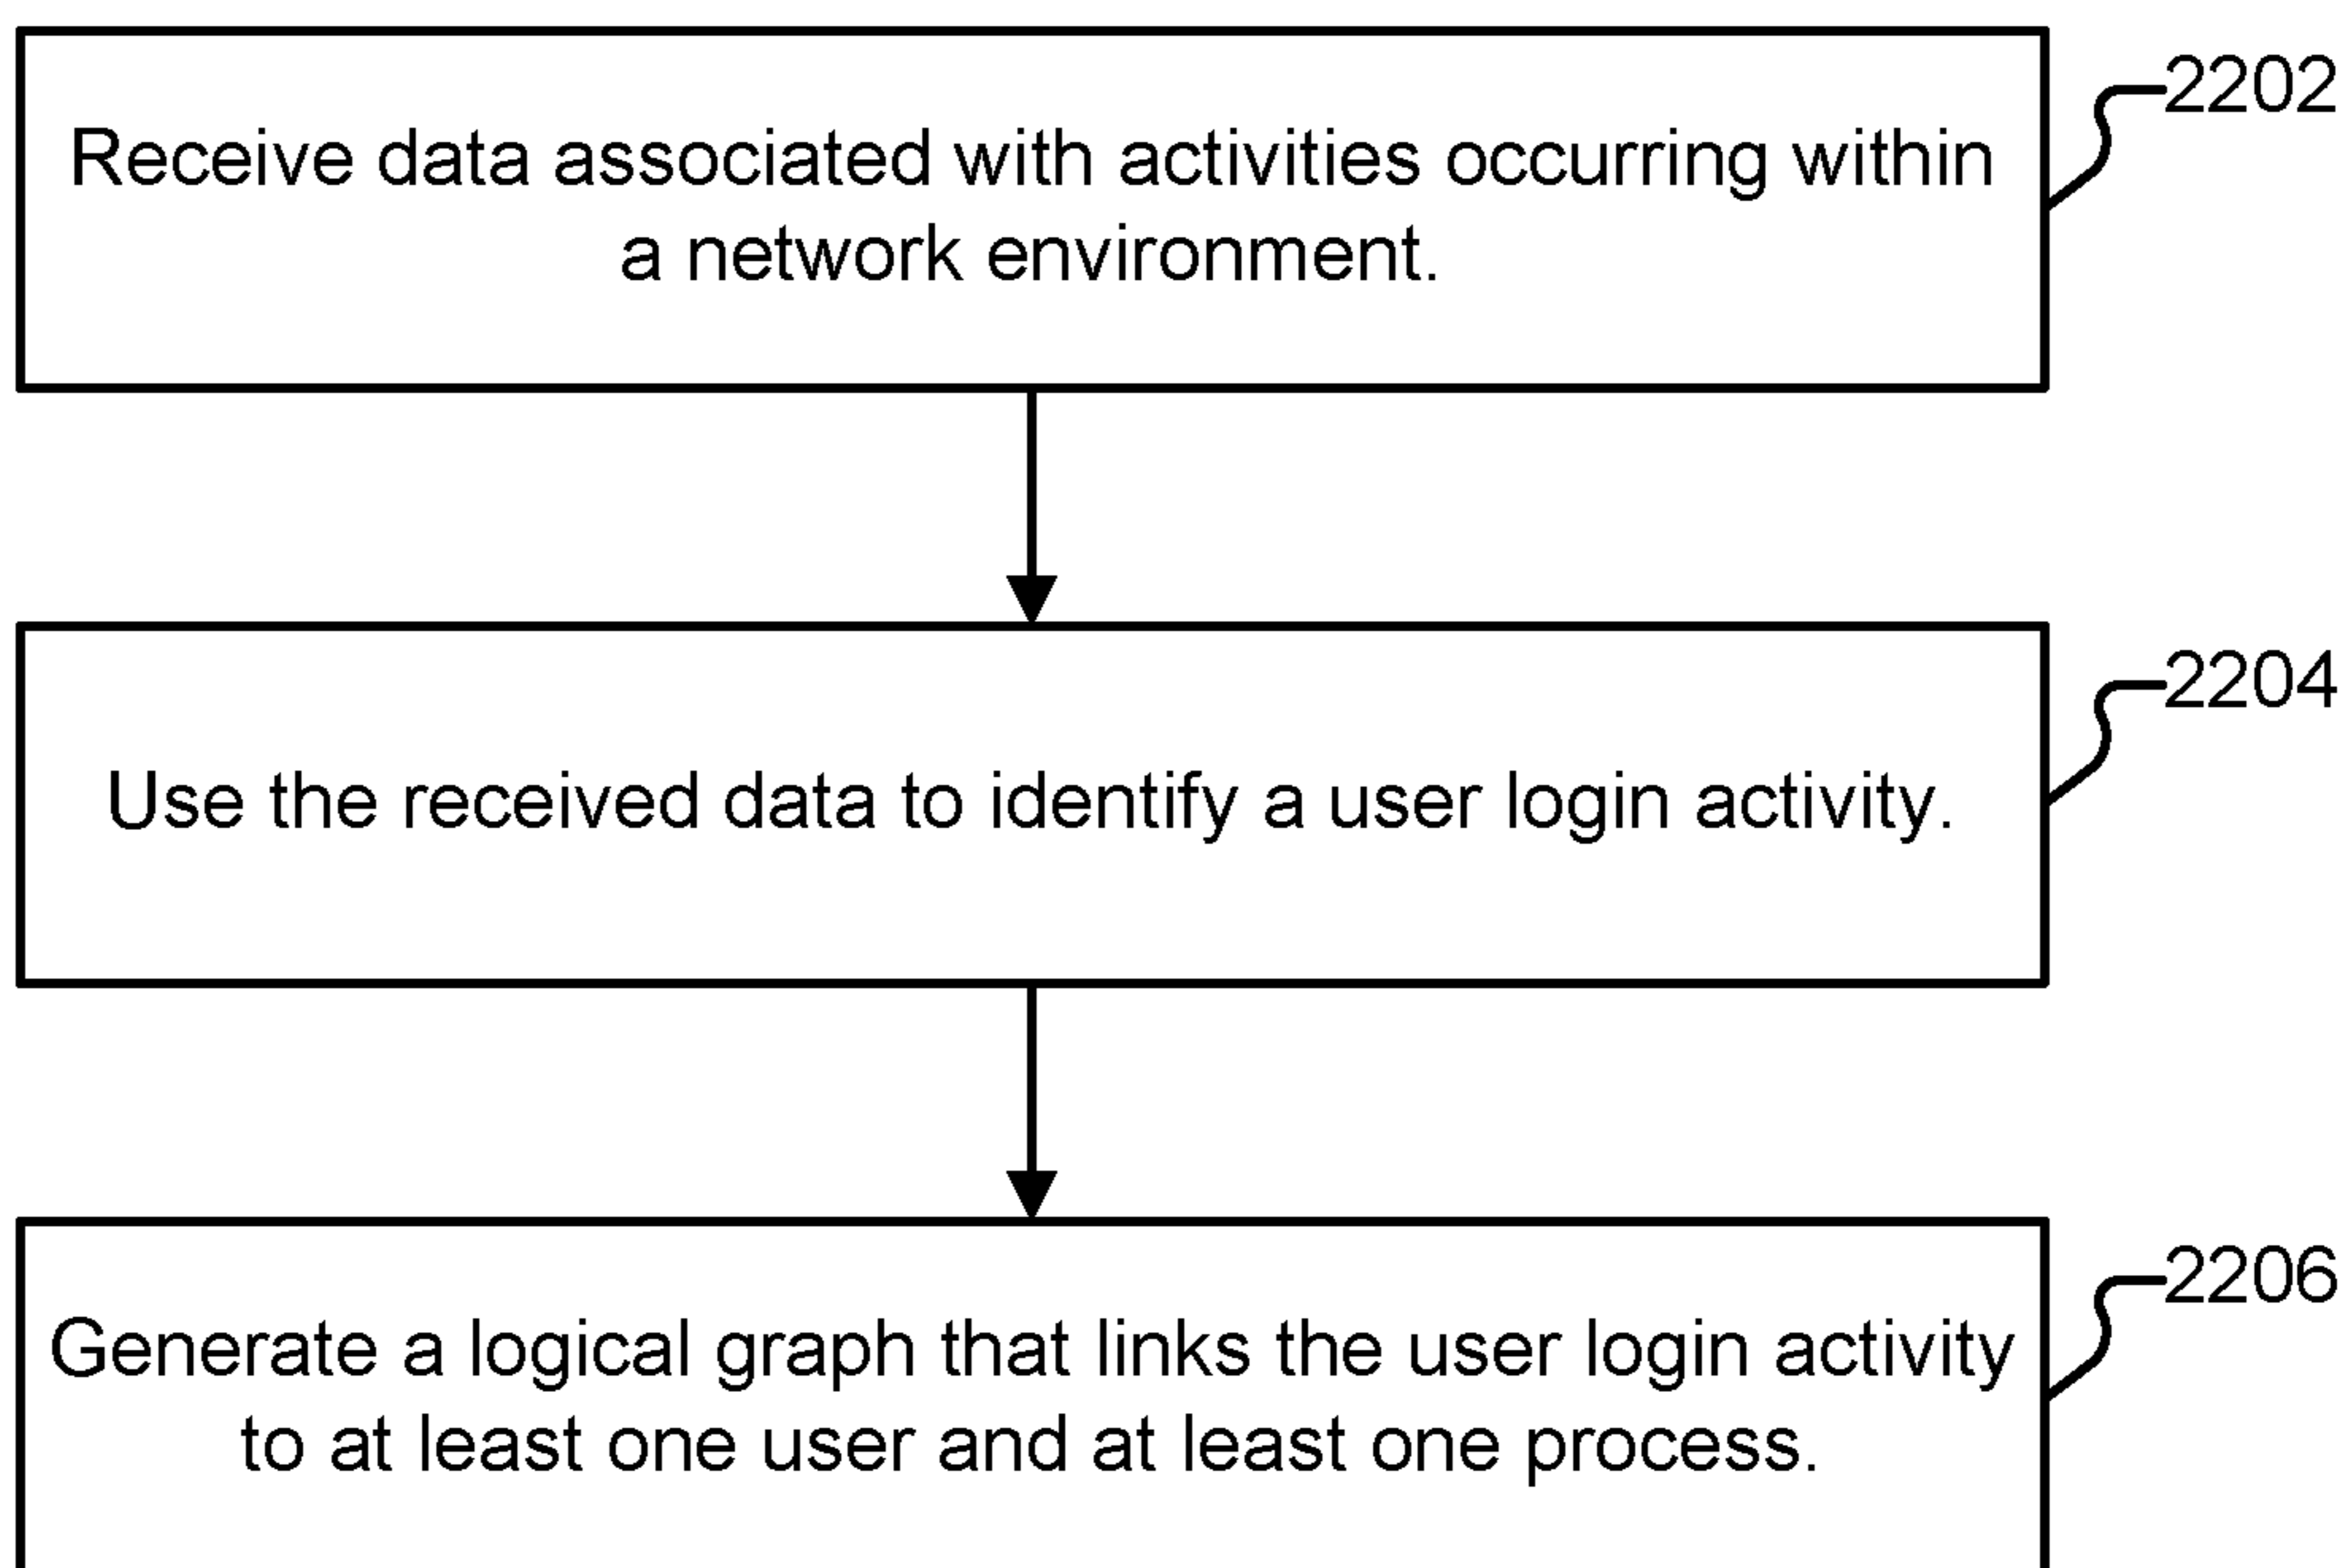 2202
Receive data associated with activities occurring within
a network environment.
2204
Use the received data to identify a user login activity.
2206
Generate a logical graph that links the user login activity
to at least one user and at least one process.